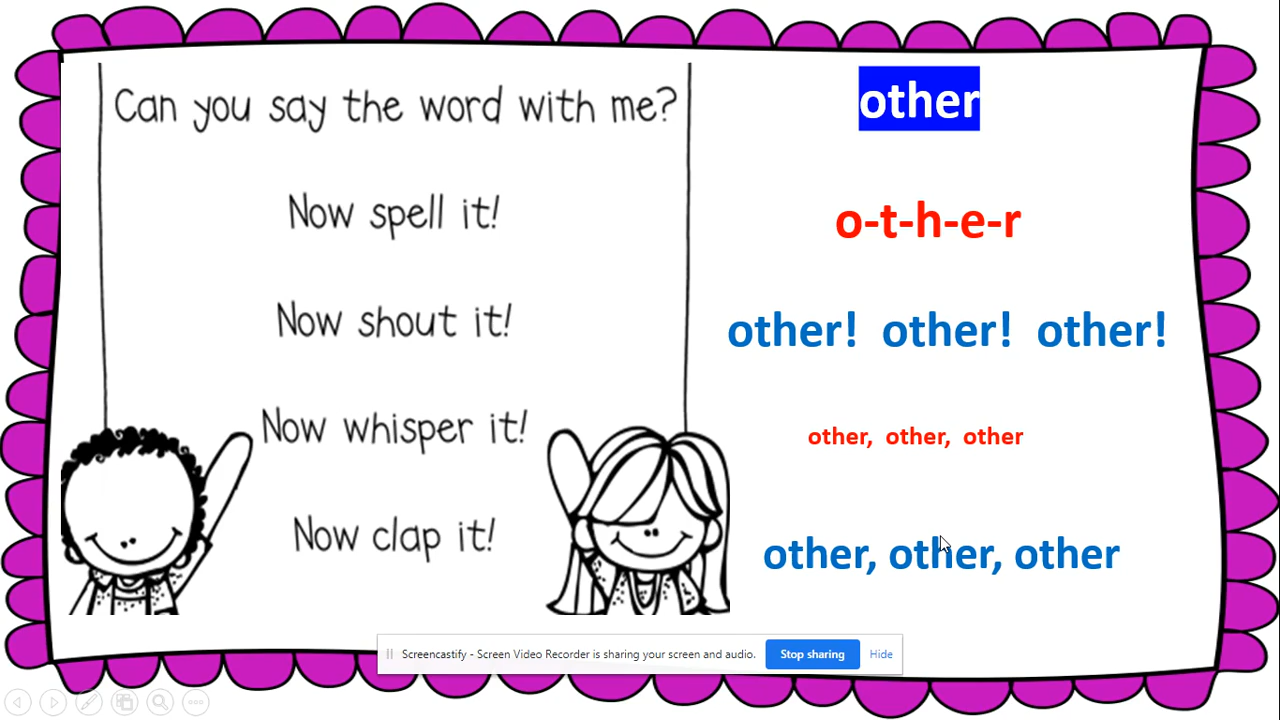 Can you say the word with me?
other
Now spell it!
o-t-h-e-r
Now shout it!
other!  other!  other!
Now whisper it!
other,  other,  other
Now clap it!
other, other, other
Screencastify - Screen Video Recorder is sharing your screen and audio.
Stop sharing
Hide